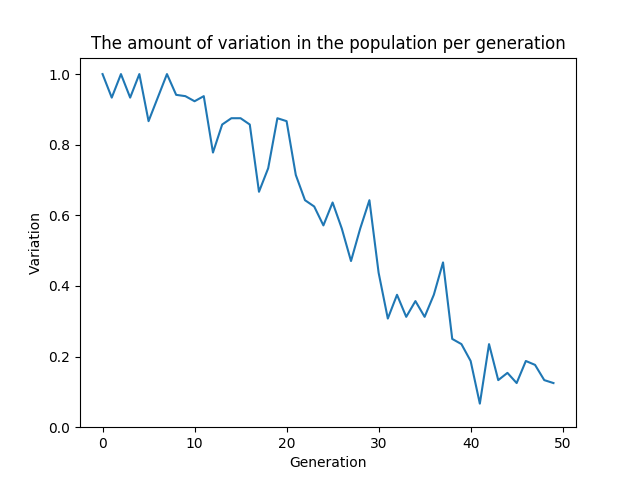 The amount of variation in the population per generation
1.0
0.8
0.6
0.4
0.2
0.0
Variation
0 10 20 30 40 50
Generation